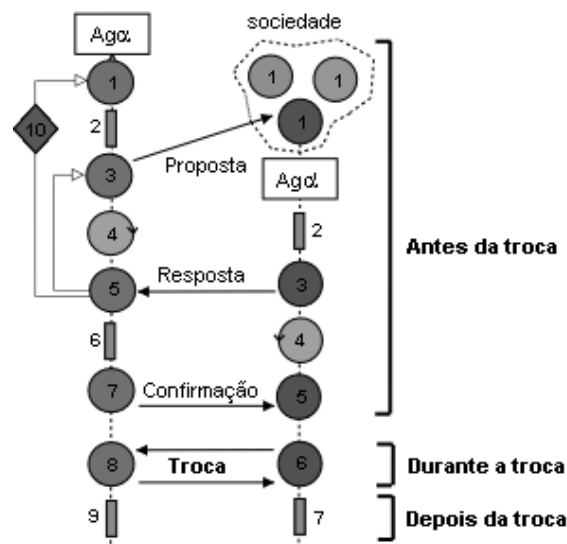 sociedade
Agα
1
1
1
10
2
1
3
Proposta
Agα'
4
2
Antes da troca
Resposta
5
3
6
4
7
Confirmação
5
8
Troca
6
Durante a troca
9
7
Depois da troca